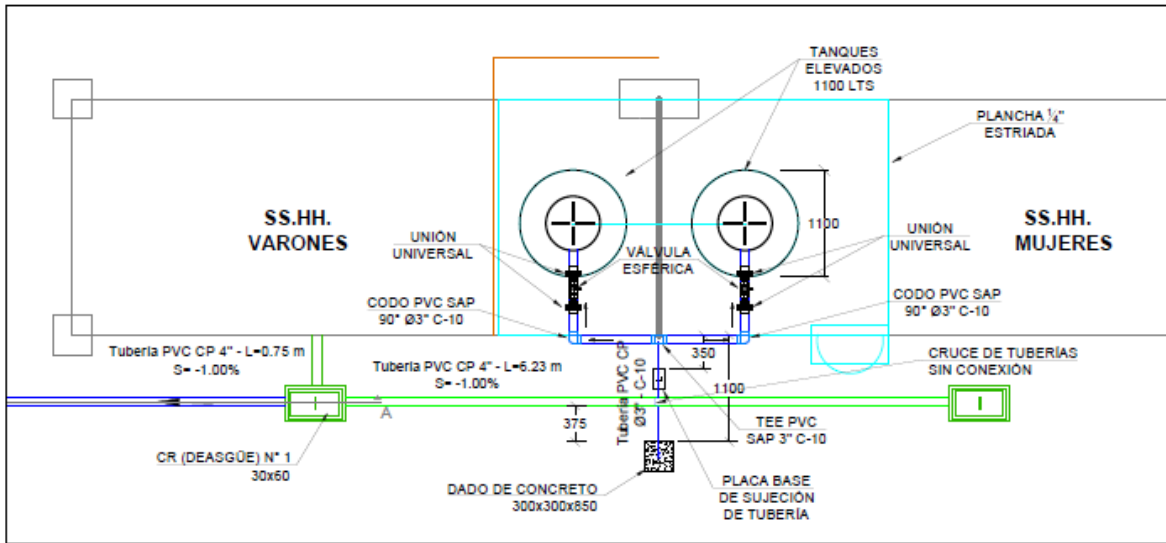 TANQUES
ELEVADOS
1100 LTS
PLANCHA 1/4"
ESTRIADA
SS.HH.
VARONES
1100
SS.HH.
MUJERES
UNIÓN
UNIVERSAL
VÁLVULA
ESFÉRICA
UNIÓN
UNIVERSAL
CODO PVC SAP
90° Ø3" C-10
CODO PVC SAP
90° Ø3" C-10
Tuberia PVC CP 4" - L=0.75 m
S= -1.00%
Tuberia PVC CP 4" - L=6.23 m
S= -1.00%
Tuberia PVC CP
Ø3" - C-10
350
1100
CRUCE DE TUBERÍAS
SIN CONEXIÓN
A
375
TEE PVC
SAP 3" C-10
CR (DEASGÜE) N° 1
30x60
DADO DE CONCRETO
300x300x850
PLACA BASE
DE SUJECIÓN
DE TUBERÍA